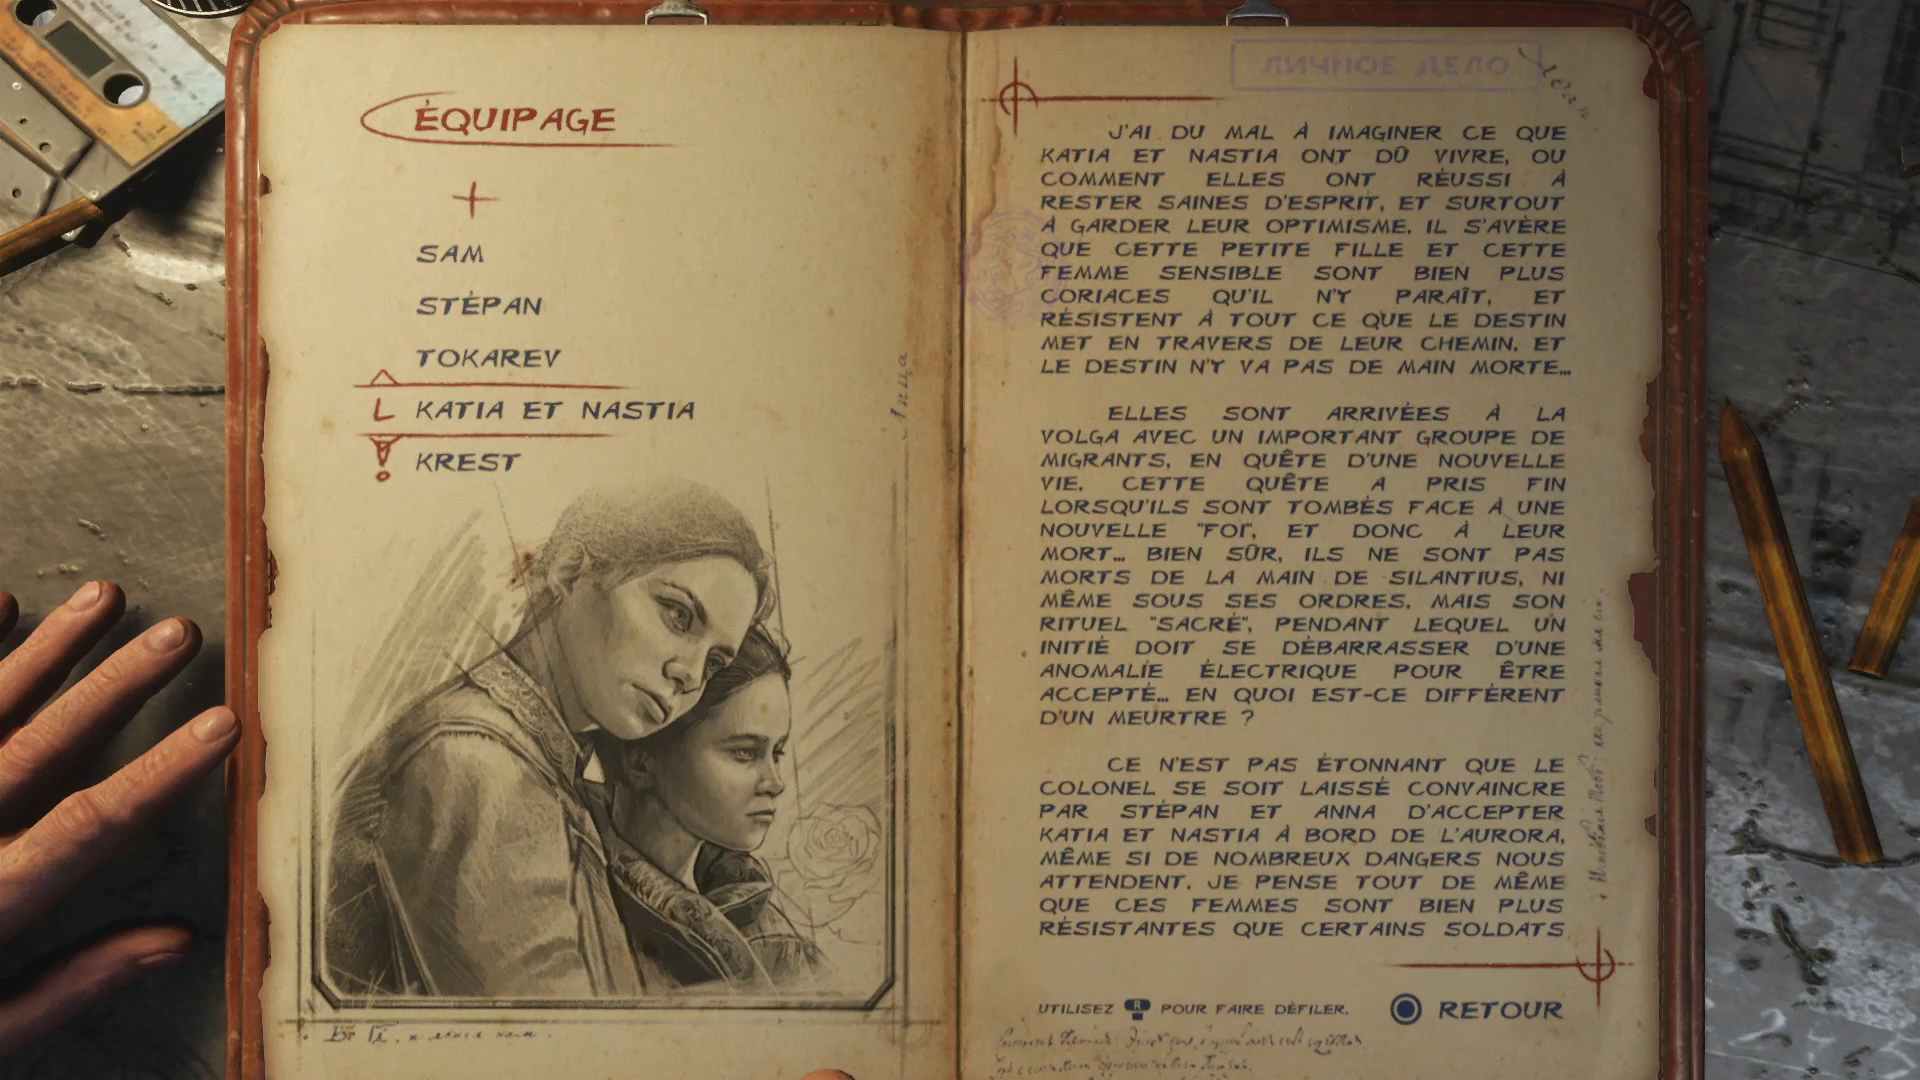 ÉQUIPAGE
SAM
STÉPAN
TOKAREV
L KATIA ET NASTIA
KREST
ЛИЧНОЕ ДЕЛО
J'AI DU MAL À IMAGINER CE QUE
KATIA ET NASTIA ONT DÛ VIVRE, OU
COMMENT ELLES ONT RÉUSSI À
RESTER SAINES D'ESPRIT, ET SURTOUT
À GARDER LEUR OPTIMISME. IL S'AVÈRE
QUE CETTE PETITE FILLE ET CETTE
FEMME SENSIBLE SONT BIEN PLUS
CORIACES QU'IL N'Y PARAÎT, ET
RÉSISTENT À TOUT CE QUE LE DESTIN
MET EN TRAVERS DE LEUR CHEMIN. ET
LE DESTIN N'Y VA PAS DE MAIN MORTE...
ELLES SONT ARRIVÉES À LA
VOLGA AVEC UN IMPORTANT GROUPE DE
MIGRANTS, EN QUÊTE D'UNE NOUVELLE
VIE. CETTE QUÊTE A PRIS FIN
LORSQU'ILS SONT TOMBÉS FACE À UNE
NOUVELLE "FOI", ET DONC À LEUR
MORT... BIEN SÛR, ILS NE SONT PAS
MORTS DE LA MAIN DE SILANTIUS, NI
MÊME SOUS SES ORDRES. MAIS SON
RITUEL "SACRÉ", PENDANT LEQUEL UN
INITIÉ DOIT SE DÉBARRASSER D'UNE
ANOMALIE ÉLECTRIQUE POUR ÊTRE
ACCEPTÉ... EN QUOI EST-CE DIFFÉRENT
D'UN MEURTRE ?
CE N'EST PAS ÉTONNANT QUE LE
COLONEL SE SOIT LAISSÉ CONVAINCRE
PAR STÉPAN ET ANNA D'ACCEPTER
KATIA ET NASTIA À BORD DE L'AURORA,
MÊME SI DE NOMBREUX DANGERS NOUS
ATTENDENT. JE PENSE TOUT DE MÊME
QUE CES FEMMES SONT BIEN PLUS
RÉSISTANTES QUE CERTAINS SOLDATS
UTILISEZ R POUR FAIRE DÉFILER.
RETOUR